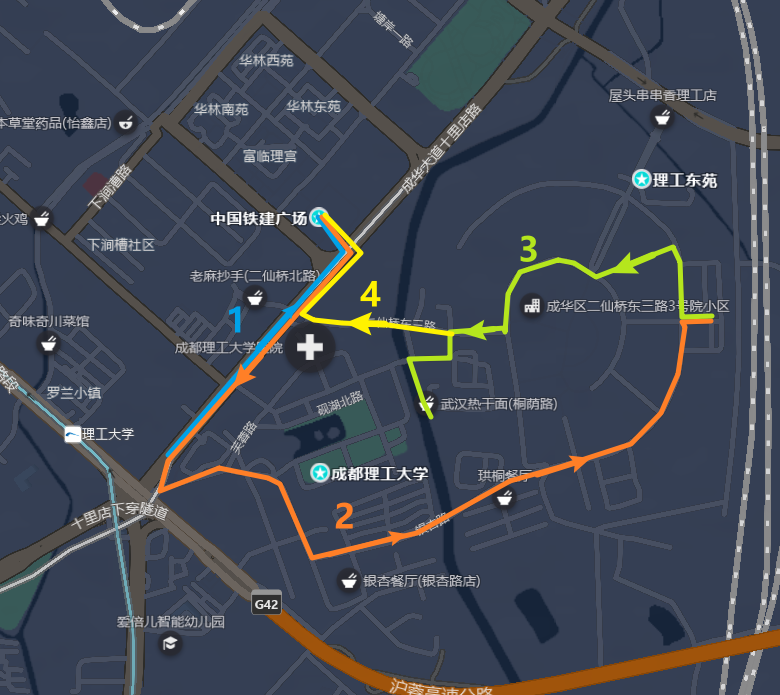 塘岸一路
华林西苑
屋头串串香理工店
华林南苑
华林东苑
本草堂药品(怡鑫店)
成华大道十里店路
富临理宫
理工东苑
下涧漕路
中国铁建广场
火鸡
下涧槽社区
3
老麻抄手(二仙桥北路)
4
成华区二仙桥东三路3号院小区
1
仙桥东三路
奇味奇川菜馆
成都理工大学医院
罗兰小镇
砚湖北路
武汉热干面(桐荫路)
理工大学
芙蓉路
成都理工大学
珙桐餐厅
十里店下穿隧道
2
银杏路
银杏餐厅(银杏路店)
G42
爱倍儿智能幼儿园
沪蓉高速公路